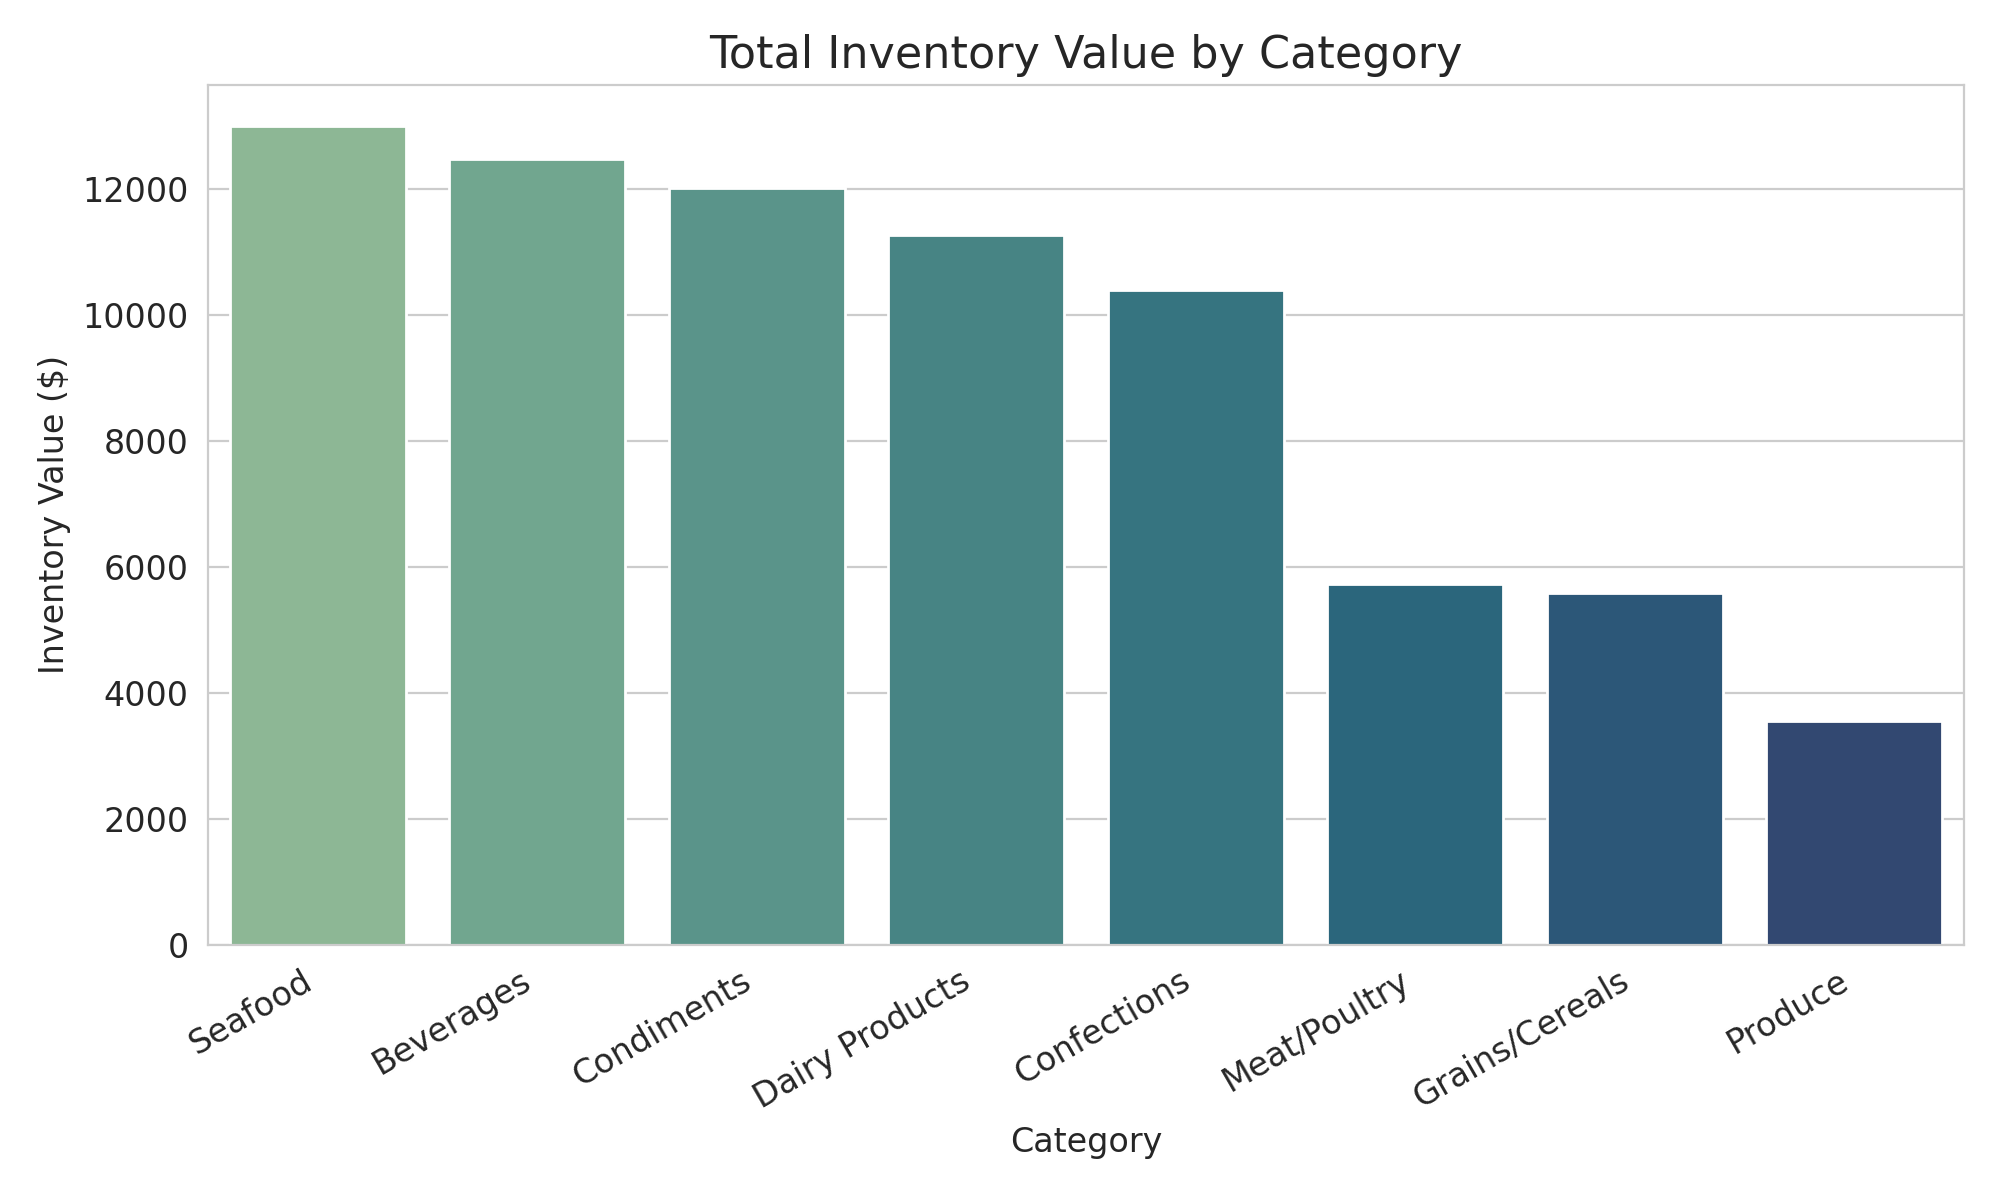 Total Inventory Value by Category
Inventory Value ($)
12000
10000
8000
6000
4000
2000
0
Seafood
Beverages
Condiments
Dairy Products
Confections
Meat/Poultry
Grains/Cereals
Produce
Category